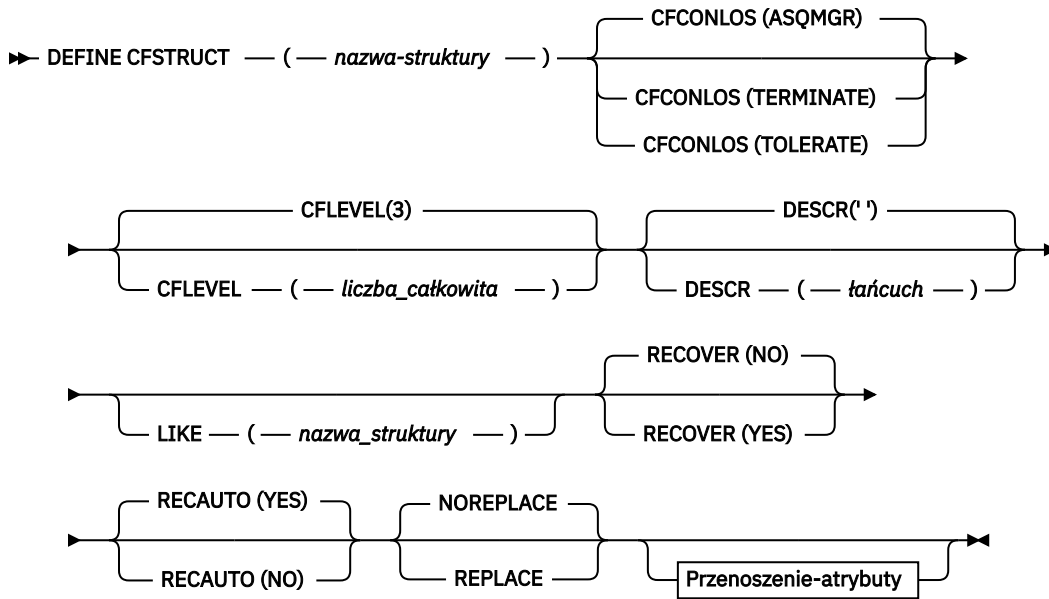 CFCONLOS (ASQMGR)
DEFINE CFSTRUCT ( nazwa-struktury )
CFCONLOS (TERMINATE)
CFCONLOS (TOLERATE)
CFLEVEL(3) DESCR(' ')
CFLEVEL ( liczba_całkowita ) DESCR ( łańcuch )
RECOVER (NO)
LIKE ( nazwa_struktury ) RECOVER (YES)
RECAUTO (YES) NOREPLACE
RECAUTO (NO) REPLACE Przenoszenie-atrybuty